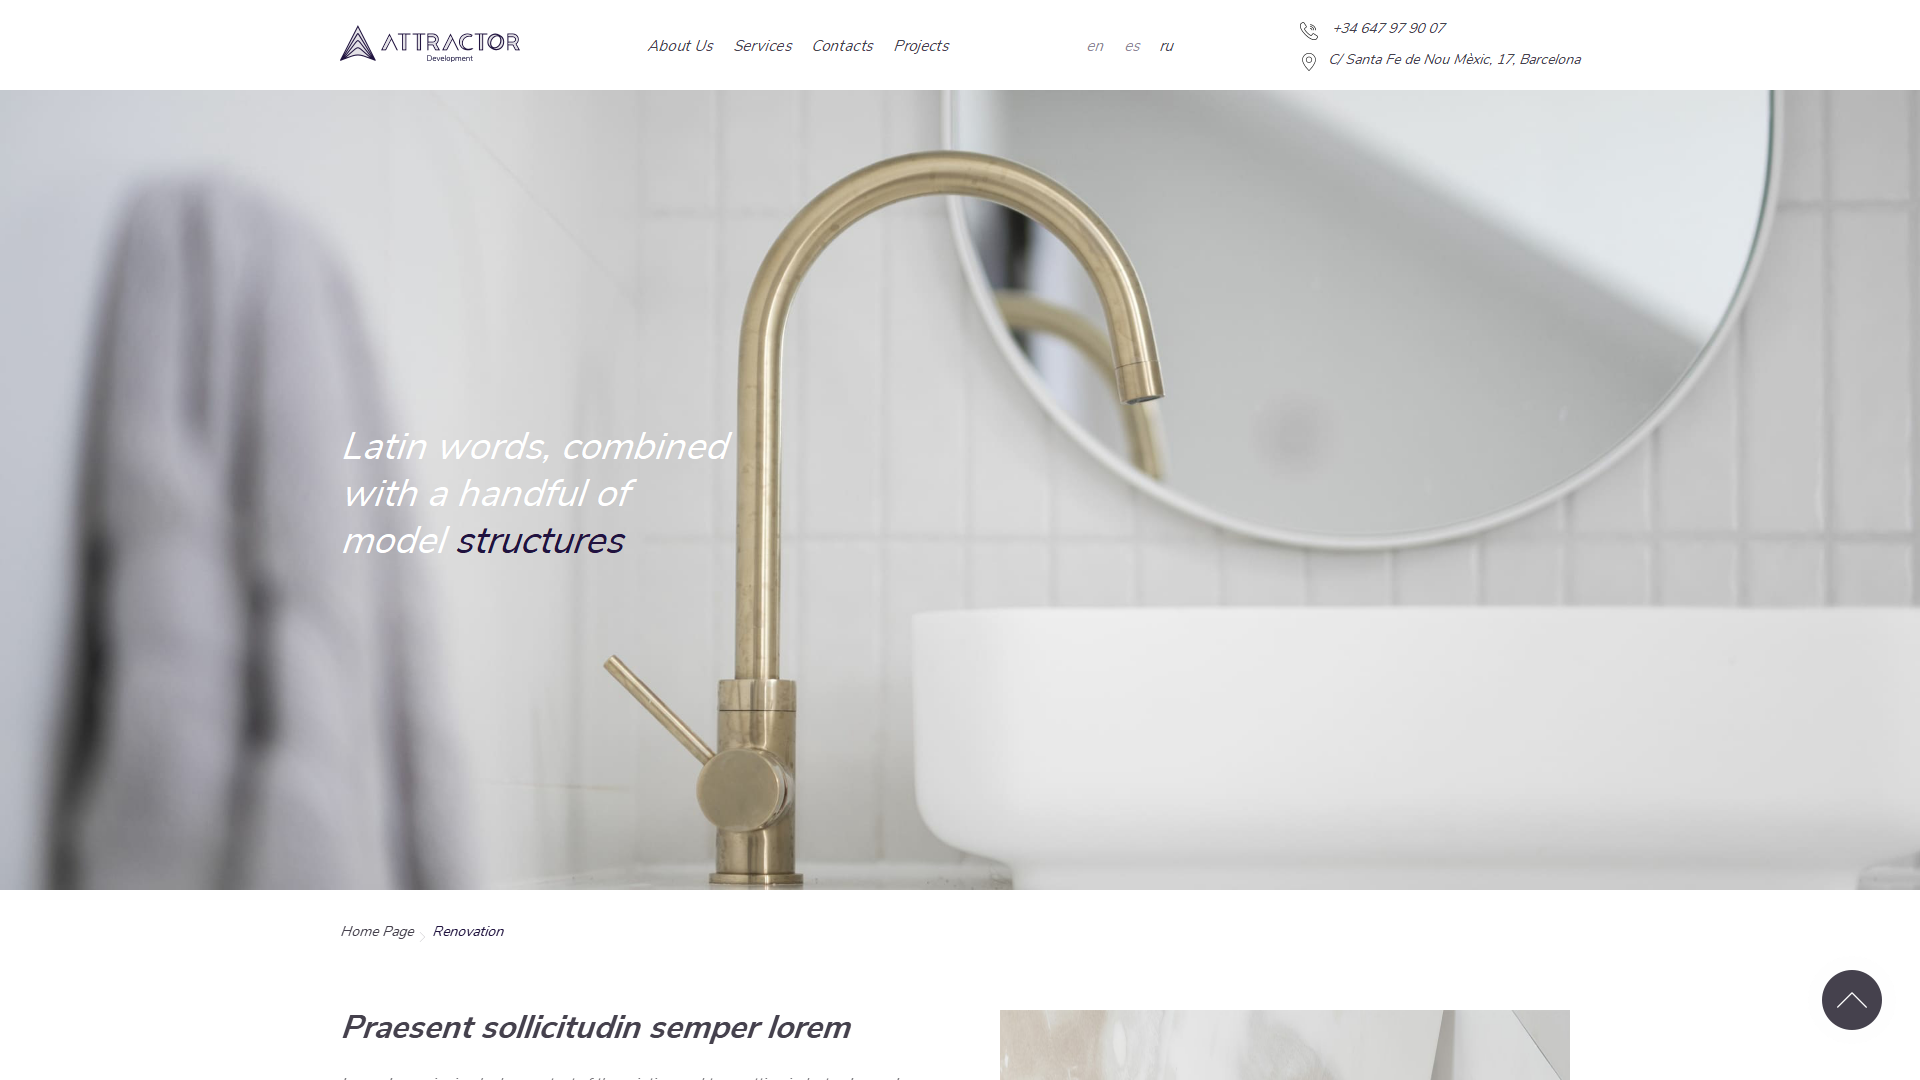 ATTRACTOR
Development
About Us Services Contacts Projects
en es ru
+34 647 97 90 07
C/ Santa Fe de Nou Mèxic, 17, Barcelona
Latin words, combined
with a handful of
model structures
Home Page
Renovation
Praesent sollicitudin semper lorem